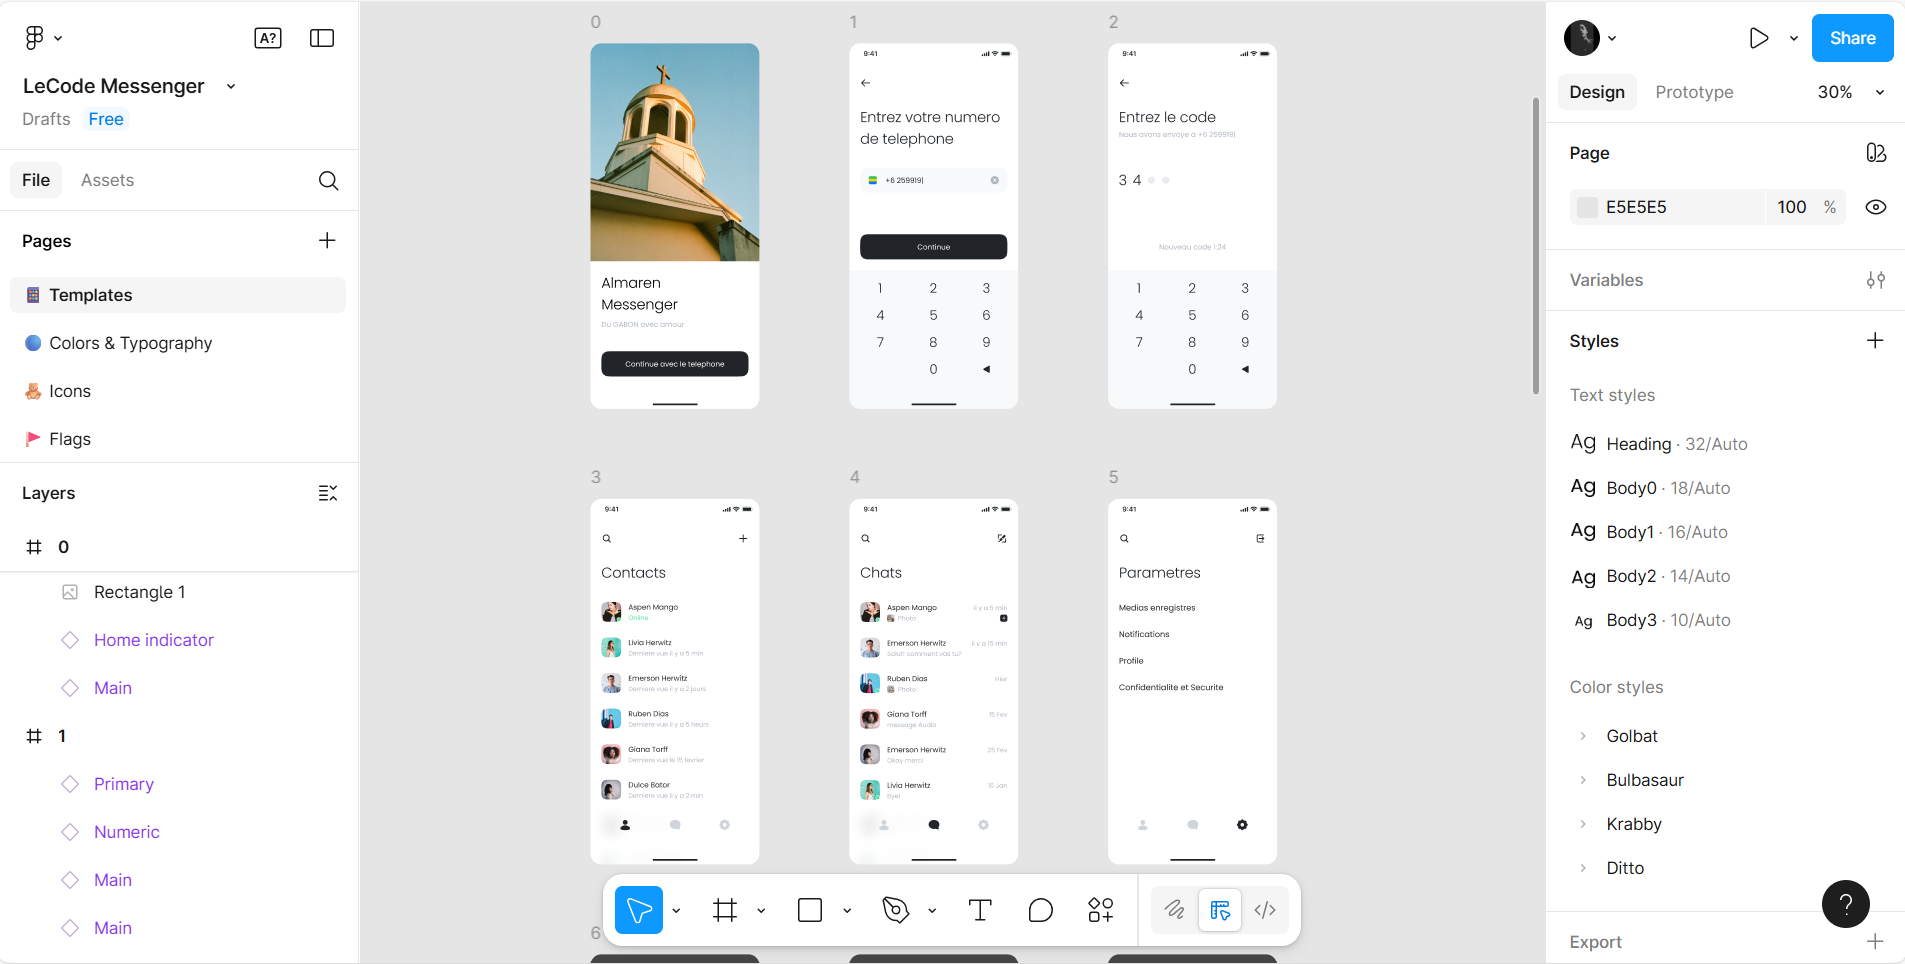 A?
LeCode Messenger
Drafts Free
File Assets
Pages
Templates
Colors & Typography
Icons
Flags
Layers
0
Rectangle 1
Home indicator
Main
1
Primary
Numeric
Main
Main
0
Almaren
Messenger
Du GABON avec amour
Continue avec le telephone
1
9:41
Entrez votre numero
de telephone
+6 259919|
Continue
1 2 3
4 5 6
7 8 9
0
2
9:41
Entrez le code
Nous avons envoye a +6 259919|
3 4
Nouveau code 1:24
1 2 3
4 5 6
7 8 9
0
3
9:41
Contacts
Aspen Mango
Online
Livia Herwitz
Derniere vue il y a 5 min
Emerson Herwitz
Derniere vue il y a 2 jours
Ruben Dias
Derniere vue il y a 5 heurs
Giana Torff
Derniere vue le 15 fevrier
Dulce Bator
Derniere vue il y a 2 min
4
9:41
Chats
Aspen Mango il y a 5 min
Photo
Emerson Herwitz il y a 15 min
Salut! comment vas tu?
Ruben Dias Hier
Photo
Giana Torff 15 Fev
message Audio
Emerson Herwitz 25 Fev
Okay merci
Livia Herwitz 15 Jan
Bye!
5
9:41
Parametres
Medias enregistres
Notifications
Profile
Confidentialite et Securite
6
Share
Design Prototype 30%
Page
E5E5E5 100 %
Variables
Styles
Text styles
Ag Heading · 32/Auto
Ag Body0 · 18/Auto
Ag Body1 · 16/Auto
Ag Body2 · 14/Auto
Ag Body3 · 10/Auto
Color styles
Golbat
Bulbasaur
Krabby
Ditto
?
Export